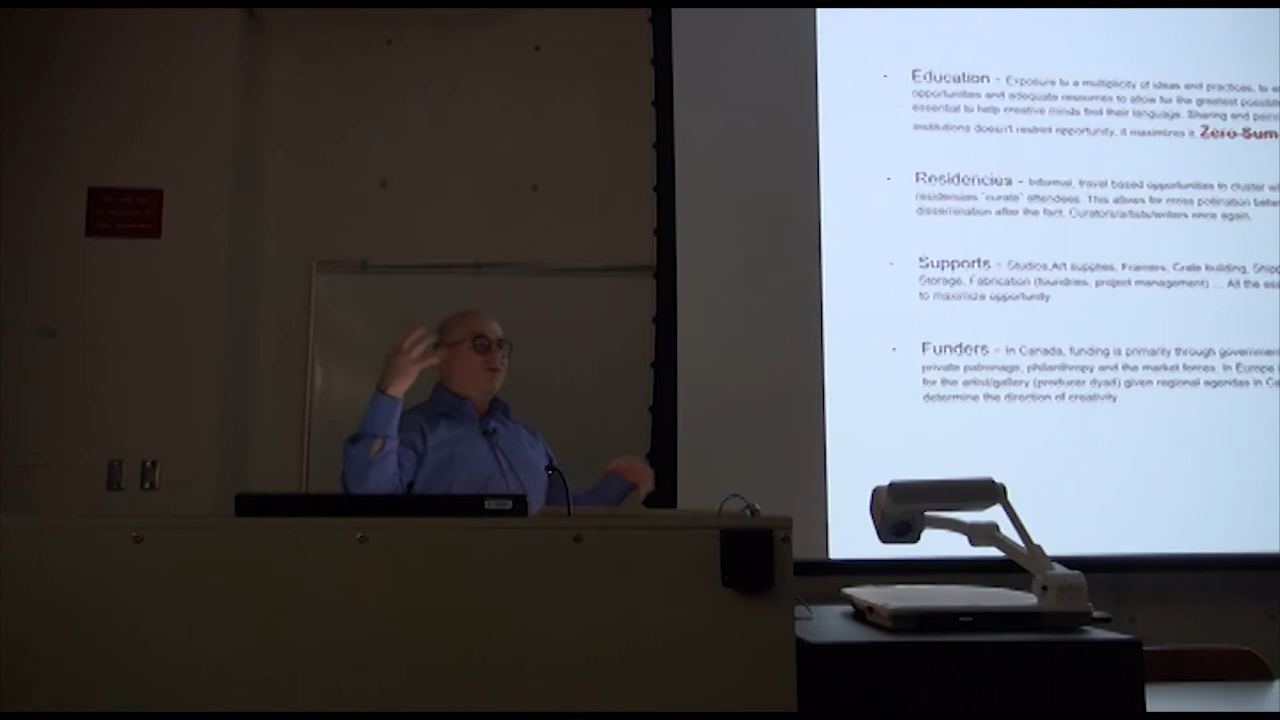 - Education - Exposure to a multiplicity of ideas and practices, to
opportunities and adequate resources to allow for the greatest
essential to help creative minds find their language. Sharing and
institutions doesn't restrict opportunity, it maximizes it. Zero Sum
- Residencies - Informal, travel based opportunities to cluster
residencies "curate" attendees. This allows for cross pollination
dissemination after the fact. Curators/artists/writers once again.
- Supports - Studios, Art supplies, Framers, Crate building,
Storage, Fabrication (foundries, project management) ... All the
to maximize opportunity
- Funders - In Canada, funding is primarily through
private patronage, philanthropy and the market forces. In Europe
for the artist/gallery (producer dyad) given regional agendas in
determine the direction of creativity